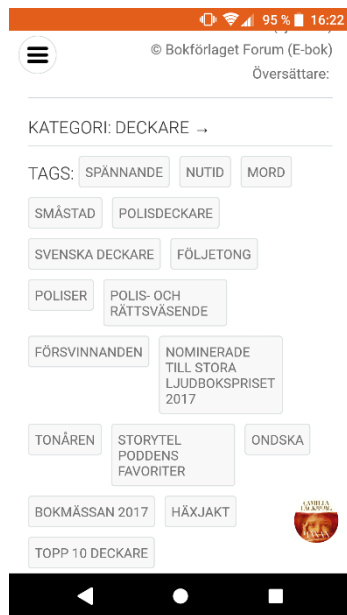 95 % 16:22
© Bokförlaget Forum (E-bok)
Översättare:
KATEGORI: DECKARE →
TAGS: SPÄNNANDE NUTID MORD
SMÅSTAD POLISDECKARE
SVENSKA DECKARE FÖLJETONG
POLISER POLIS- OCH
RÄTTSVÄSENDE
FÖRSVINNANDEN NOMINERADE
TILL STORA
LJUDBOKSPRISET
2017
TONÅREN STORYTEL
PODDENS
FAVORITER
ONDSKA
BOKMÄSSAN 2017 HÄXJAKT
CAMILLA
LÄCKBERG
TOPP 10 DECKARE